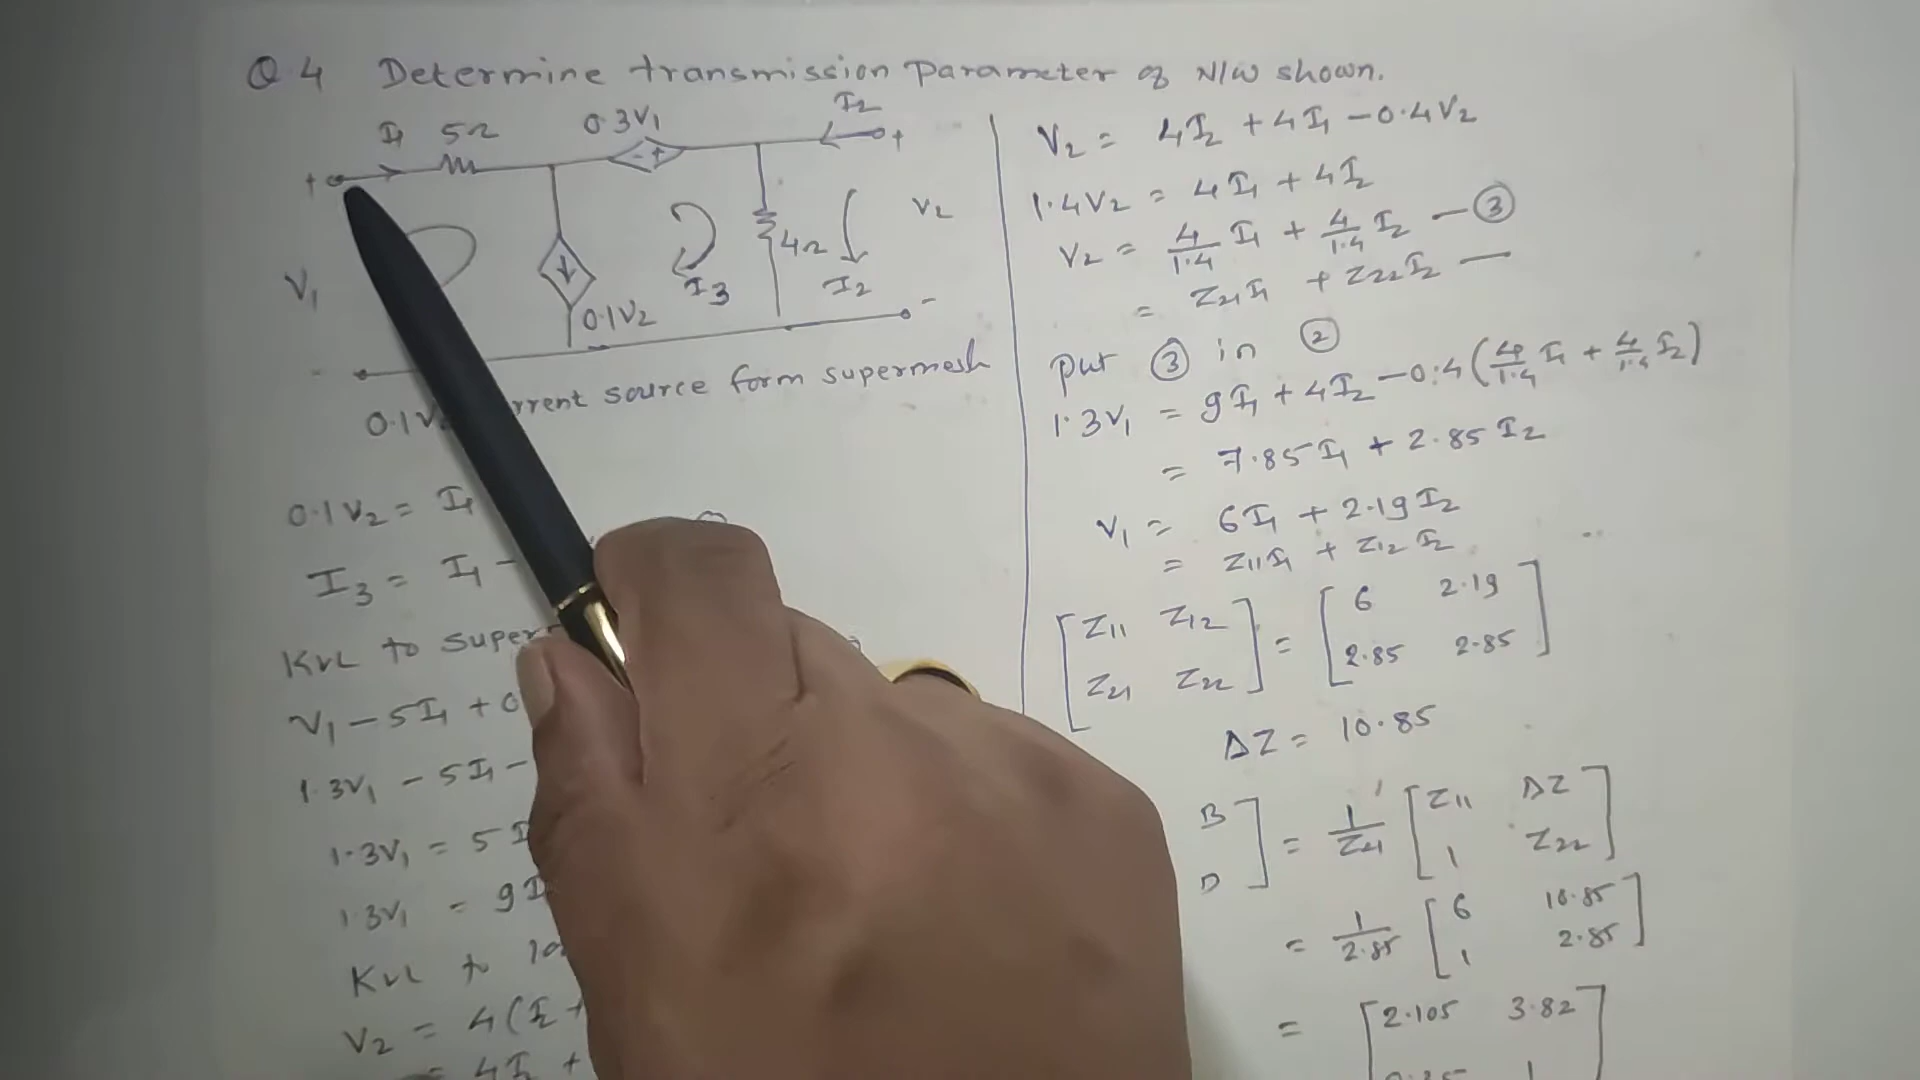 Q.4 Determine transmission parameter of N/W shown.
I1 5Ω 0.3V1 I2
+ - + +
V1 0.1V2 I3 4Ω I2 V2
- -
0.1V rrent source form supermesh
0.1V2 = I1
I3 = I1 -
KVL to super
V1 - 5I1 + 0
1.3V1 - 5I1 -
1.3V1 = 5I
1.3V1 = 9I
KVL to
V2 = 4(I2 +
= 4I2 +
V2 = 4I2 + 4I1 - 0.4V2
1.4V2 = 4I1 + 4I2
V2 = 4/1.4 I1 + 4/1.4 I2 — ③
= Z21I1 + Z22I2 —
put ③ in ②
1.3V1 = 9I1 + 4I2 - 0.4(4/1.4 I1 + 4/1.4 I2)
= 7.85I1 + 2.85I2
V1 = 6I1 + 2.19I2
= Z11I1 + Z12I2
[Z11 Z12] = [6 2.19]
[Z21 Z22] [2.85 2.85]
ΔZ = 10.85
B] = 1/Z21 [Z11 ΔZ]
D] [1 Z22]
= 1/2.85 [6 10.85]
[1 2.85]
= [2.105 3.82]